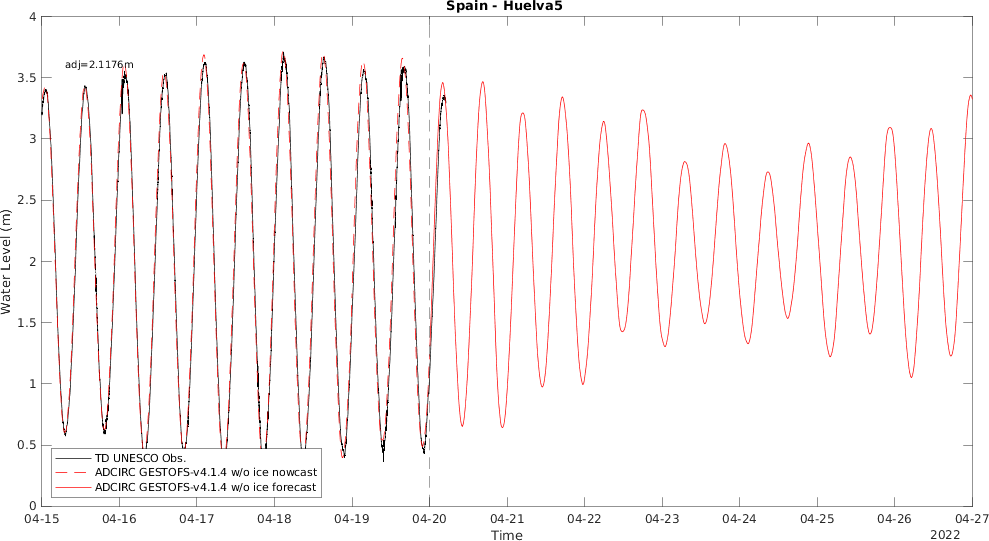 Spain - Huelva5
adj=2.1176m
Water Level (m)
4
3.5
3
2.5
2
1.5
1
0.5
0
TD UNESCO Obs.
ADCIRC GESTOFS-v4.1.4 w/o ice nowcast
ADCIRC GESTOFS-v4.1.4 w/o ice forecast
04-15 04-16 04-17 04-18 04-19 04-20 04-21 04-22 04-23 04-24 04-25 04-26 04-27
Time
2022